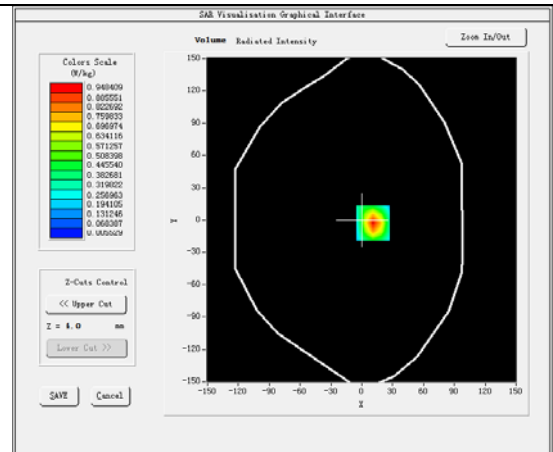 SAR Visualisation Graphical Interface
Volume Radiated Intensity
Zoom In/Out
Colors Scale
(W/kg)
0.948409
0.885551
0.822692
0.759833
0.696974
0.634116
0.571257
0.508398
0.445540
0.382681
0.319822
0.256963
0.194105
0.131246
0.068387
0.005529
Z-Cuts Control
<< Upper Cut
Z = 4.0 mm
Lower Cut >>
SAVE Cancel
150
120
90
60
30
0
-30
-60
-90
-120
-150
Y
-150 -120 -90 -60 -30 0 30 60 90 120 150
X